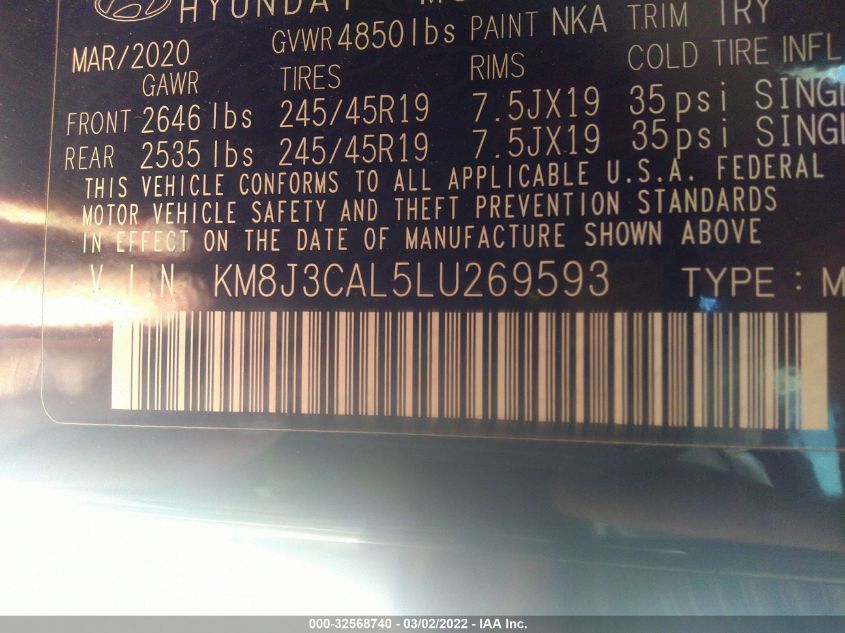 HYUNDAI
MAR/2020 GVWR 4850 lbs PAINT NKA TRIM TRY
GAWR TIRES RIMS COLD TIRE INFL
FRONT 2646 lbs 245/45R19 7.5JX19 35psi SINGL
REAR 2535 lbs 245/45R19 7.5JX19 35psi SINGL
THIS VEHICLE CONFORMS TO ALL APPLICABLE U.S.A. FEDERAL
MOTOR VEHICLE SAFETY AND THEFT PREVENTION STANDARDS
IN EFFECT ON THE DATE OF MANUFACTURE SHOWN ABOVE
V.I.N KM8J3CAL5LU269593 TYPE : M
000-32568740 - 03/02/2022 - IAA Inc.